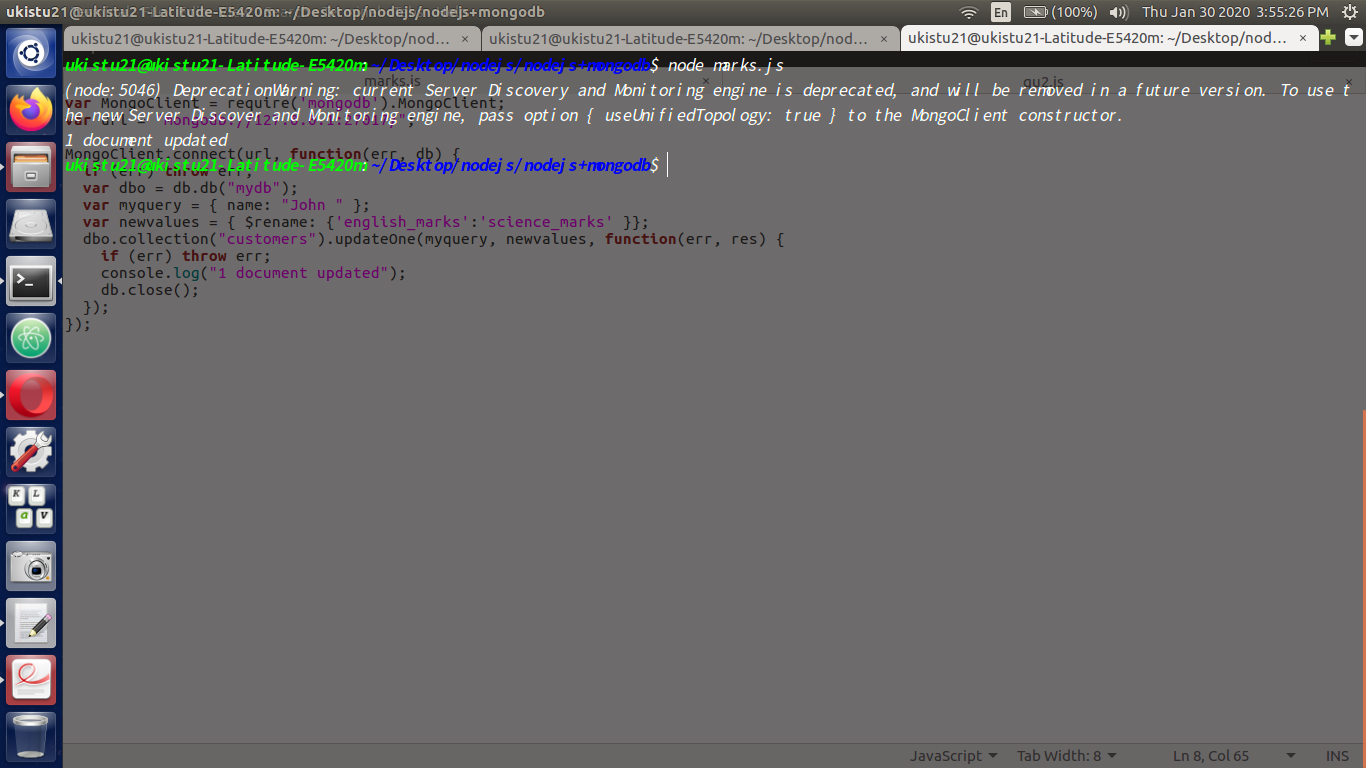 ukistu21@ukistu21-Latitude-E5420m: ~/Desktop/nodejs/nodejs+mongodb
En (100%) Thu Jan 30 2020 3:55:26 PM
ukistu21@ukistu21-Latitude-E5420m: ~/Desktop/nod... × ukistu21@ukistu21-Latitude-E5420m: ~/Desktop/nod... × ukistu21@ukistu21-Latitude-E5420m: ~/Desktop/nod... ×
ukistu21@ukistu21-Latitude-E5420m:~/Desktop/nodejs/nodejs+mongodb$ node marks.js
marks.js × qu2.js ×
(node:5046) DeprecationWarning: current Server Discovery and Monitoring engine is deprecated, and will be removed in a future version. To use t
var MongoClient = require('mongodb').MongoClient;
he new Server Discover and Monitoring engine, pass option { useUnifiedTopology: true } to the MongoClient constructor.
var url =
1 document updated
MongoClient.connect(url, function(err, db) {
ukistu21@ukistu21-Latitude-E5420m:~/Desktop/nodejs/nodejs+mongodb$
if (err) throw err;
var dbo = db.db("mydb");
var myquery = { name: "John " };
var newvalues = { $rename: {'english_marks':'science_marks' }};
dbo.collection("customers").updateOne(myquery, newvalues, function(err, res) {
if (err) throw err;
console.log("1 document updated");
db.close();
});
});
K L
a v
JavaScript Tab Width: 8 Ln 8, Col 65 INS